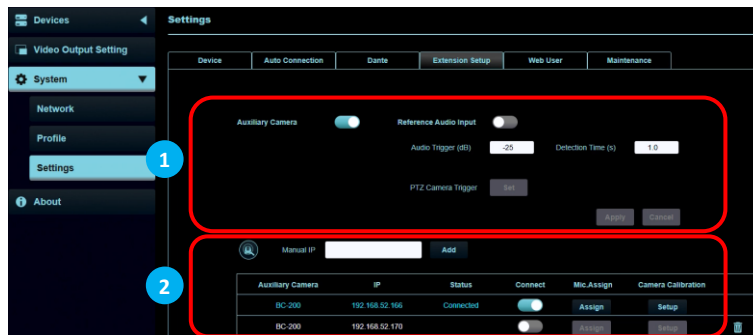 Devices
Settings
Video Output Setting
Device Auto Connection Dante Extension Setup Web User Maintenance
System
Network
Auxiliary Camera Reference Audio Input
Profile
Audio Trigger (dB) -25 Detection Time (s) 1.0
1
Settings
PTZ Camera Trigger Set
About
Apply Cancel
Manual IP Add
2
Auxiliary Camera IP Status Connect Mic.Assign Camera Calibration
BC-200 192.168.52.166 Connected Assign Setup
BC-200 192.168.52.170 Assign Setup